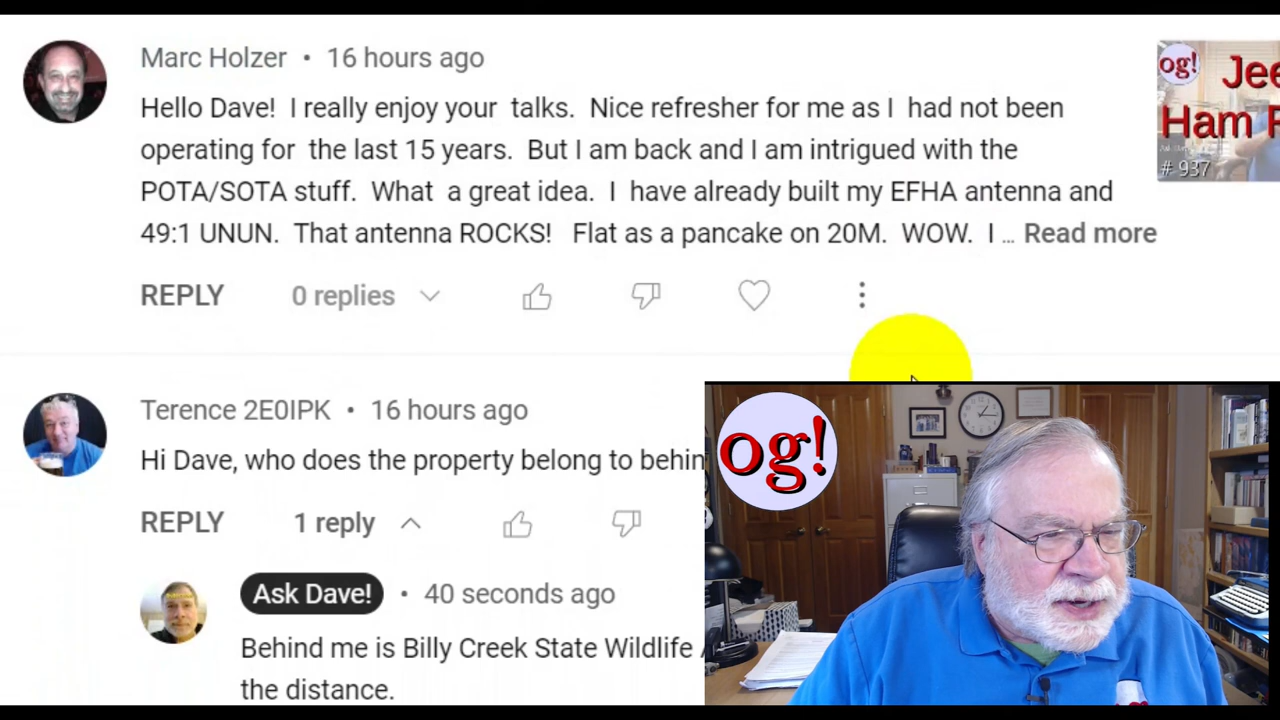 Marc Holzer • 16 hours ago
Hello Dave! I really enjoy your talks. Nice refresher for me as I had not been
operating for the last 15 years. But I am back and I am intrigued with the
POTA/SOTA stuff. What a great idea. I have already built my EFHA antenna and
49:1 UNUN. That antenna ROCKS! Flat as a pancake on 20M. WOW. I ... Read more
REPLY 0 replies
og! Jee
Ham
# 937
Terence 2E0IPK • 16 hours ago
Hi Dave, who does the property belong to behin
REPLY 1 reply
Ask Dave! • 40 seconds ago
Behind me is Billy Creek State Wildlife
the distance.
og!